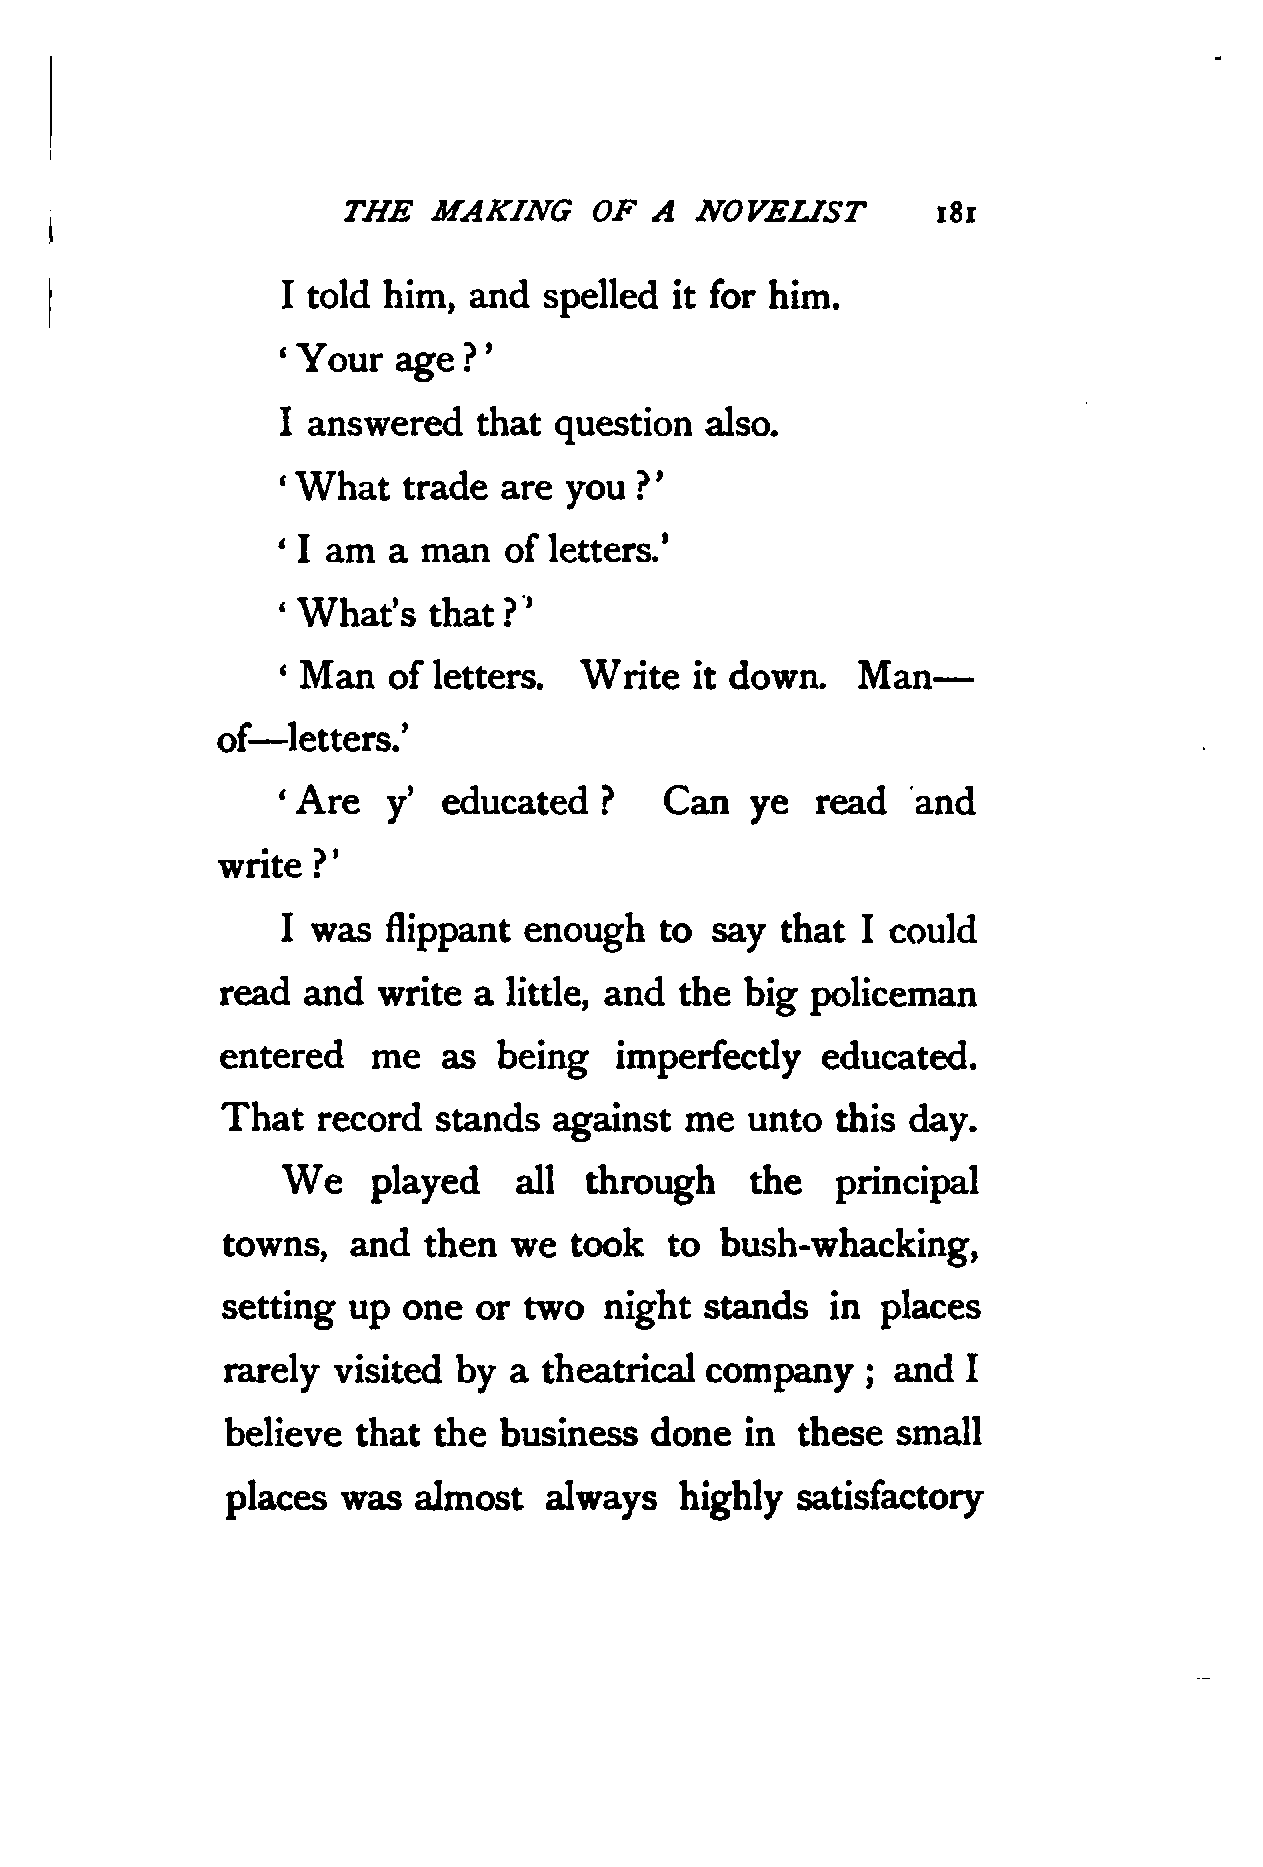 THE MAKING OF A NOVELIST 181
I told him, and spelled it for him.
‘Your age?’
I answered that question also.
‘What trade are you?’
‘I am a man of letters.’
‘What's that?’
‘Man of letters. Write it down. Man—
of—letters.’
‘Are y’ educated? Can ye read and
write?’
I was flippant enough to say that I could
read and write a little, and the big policeman
entered me as being imperfectly educated.
That record stands against me unto this day.
We played all through the principal
towns, and then we took to bush-whacking,
setting up one or two night stands in places
rarely visited by a theatrical company; and I
believe that the business done in these small
places was almost always highly satisfactory